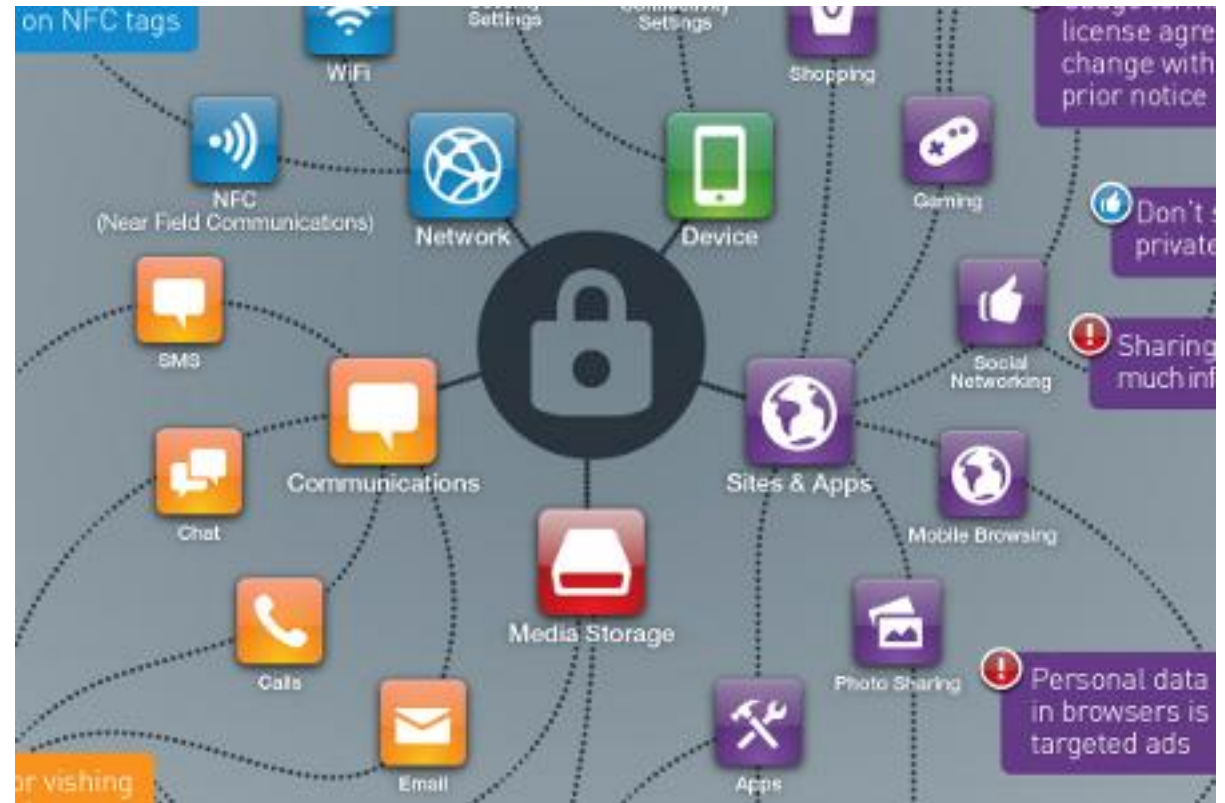 on NFC tags
Settings
Settings
license agre
change with
prior notice
WiFi
Shopping
NFC
(Near Field Communications)
Network
Device
Gaming
Don't
private
SMS
Sharing
much inf
Social
Networking
Communications
Sites & Apps
Chat
Mobile Browsing
Media Storage
Calls
Photo Sharing
Personal data
in browsers is
targeted ads
or vishing
Email
Apps